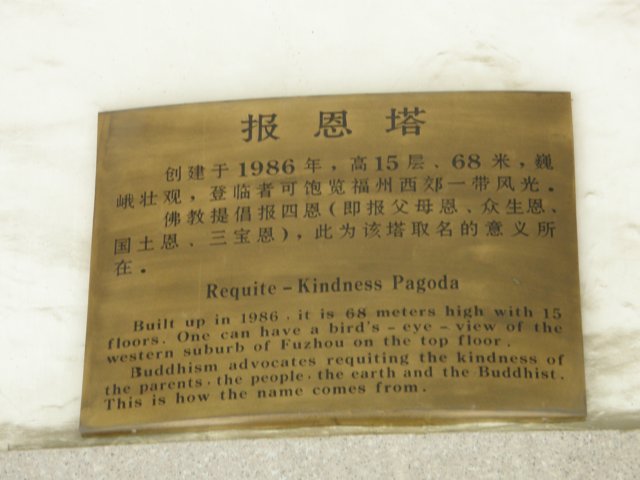 报恩塔
创建于1986年，高15层、68米，巍
峨壮观，登临者可饱览福州西郊一带风光．
佛教提倡报四恩（即报父母恩、众生恩、
国土恩、三宝恩），此为该塔取名的意义所
在．
Requite-Kindness Pagoda
Built up in 1986 . it is 68 meters high with 15
floors. One can have a bird's-eye-view of the
western suburb of Fuzhou on the top floor.
Buddhism advocates requiting the kindness of
the parents . the people . the earth and the Buddhist.
This is how the name comes from.